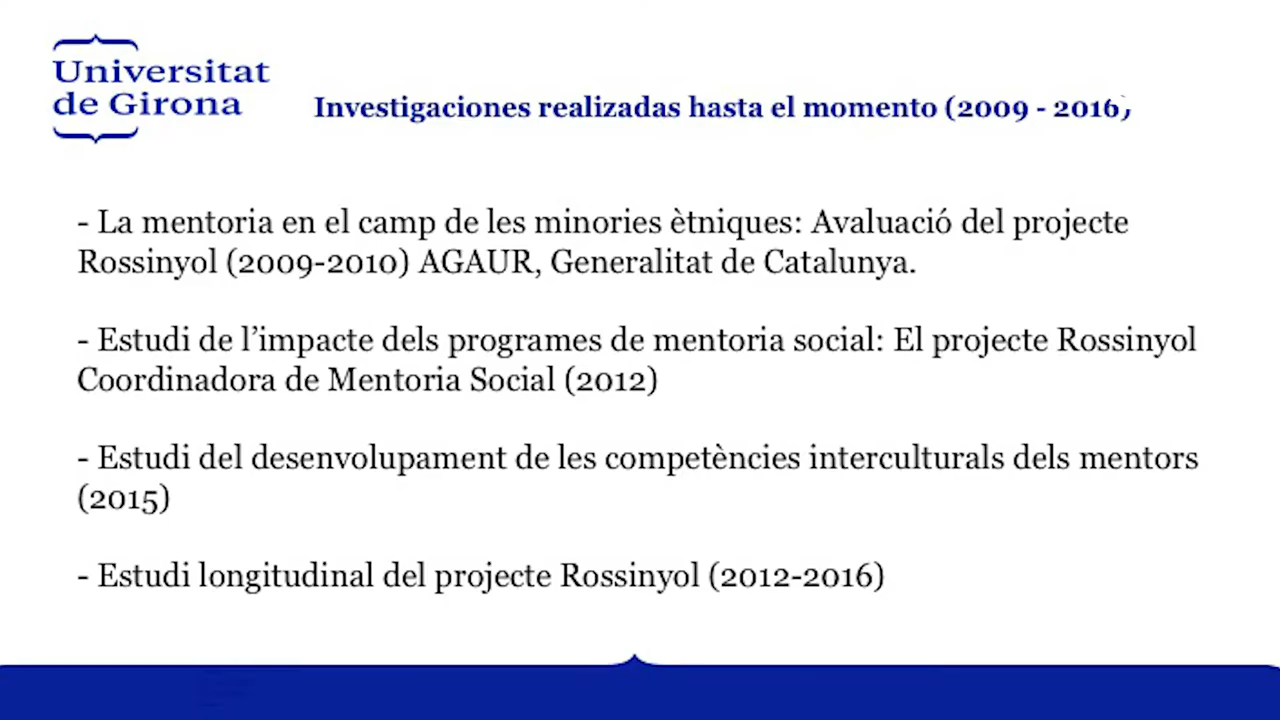 Universitat
de Girona
Investigaciones realizadas hasta el momento (2009 - 2016)
- La mentoria en el camp de les minories ètniques: Avaluació del projecte
Rossinyol (2009-2010) AGAUR, Generalitat de Catalunya.
- Estudi de l’impacte dels programes de mentoria social: El projecte Rossinyol
Coordinadora de Mentoria Social (2012)
- Estudi del desenvolupament de les competències interculturals dels mentors
(2015)
- Estudi longitudinal del projecte Rossinyol (2012-2016)